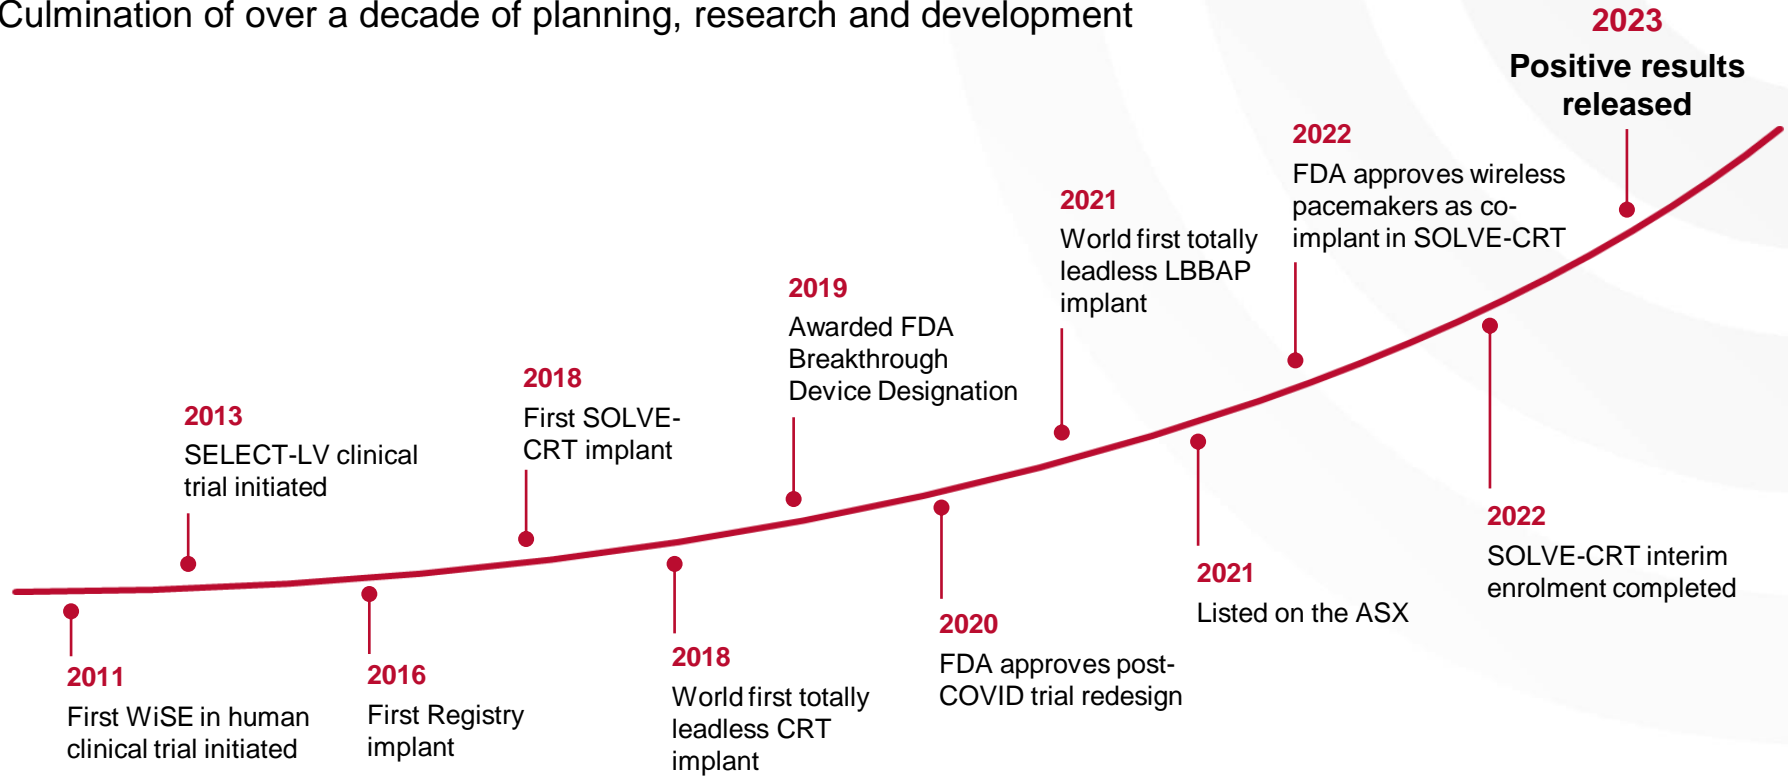 Culmination of over a decade of planning, research and development
2011
First WiSE in human
clinical trial initiated
2013
SELECT-LV clinical
trial initiated
2016
First Registry
implant
2018
First SOLVE-
CRT implant
2018
World first totally
leadless CRT
implant
2019
Awarded FDA
Breakthrough
Device Designation
2020
FDA approves post-
COVID trial redesign
2021
World first totally
leadless LBBAP
implant
2021
Listed on the ASX
2022
FDA approves wireless
pacemakers as co-
implant in SOLVE-CRT
2022
SOLVE-CRT interim
enrolment completed
2023
Positive results
released